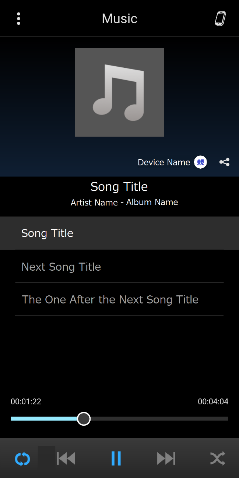 Music
Device Name
Song Title
Artist Name - Album Name
Song Title
Next Song Title
The One After the Next Song Title
00:01:22 00:04:04